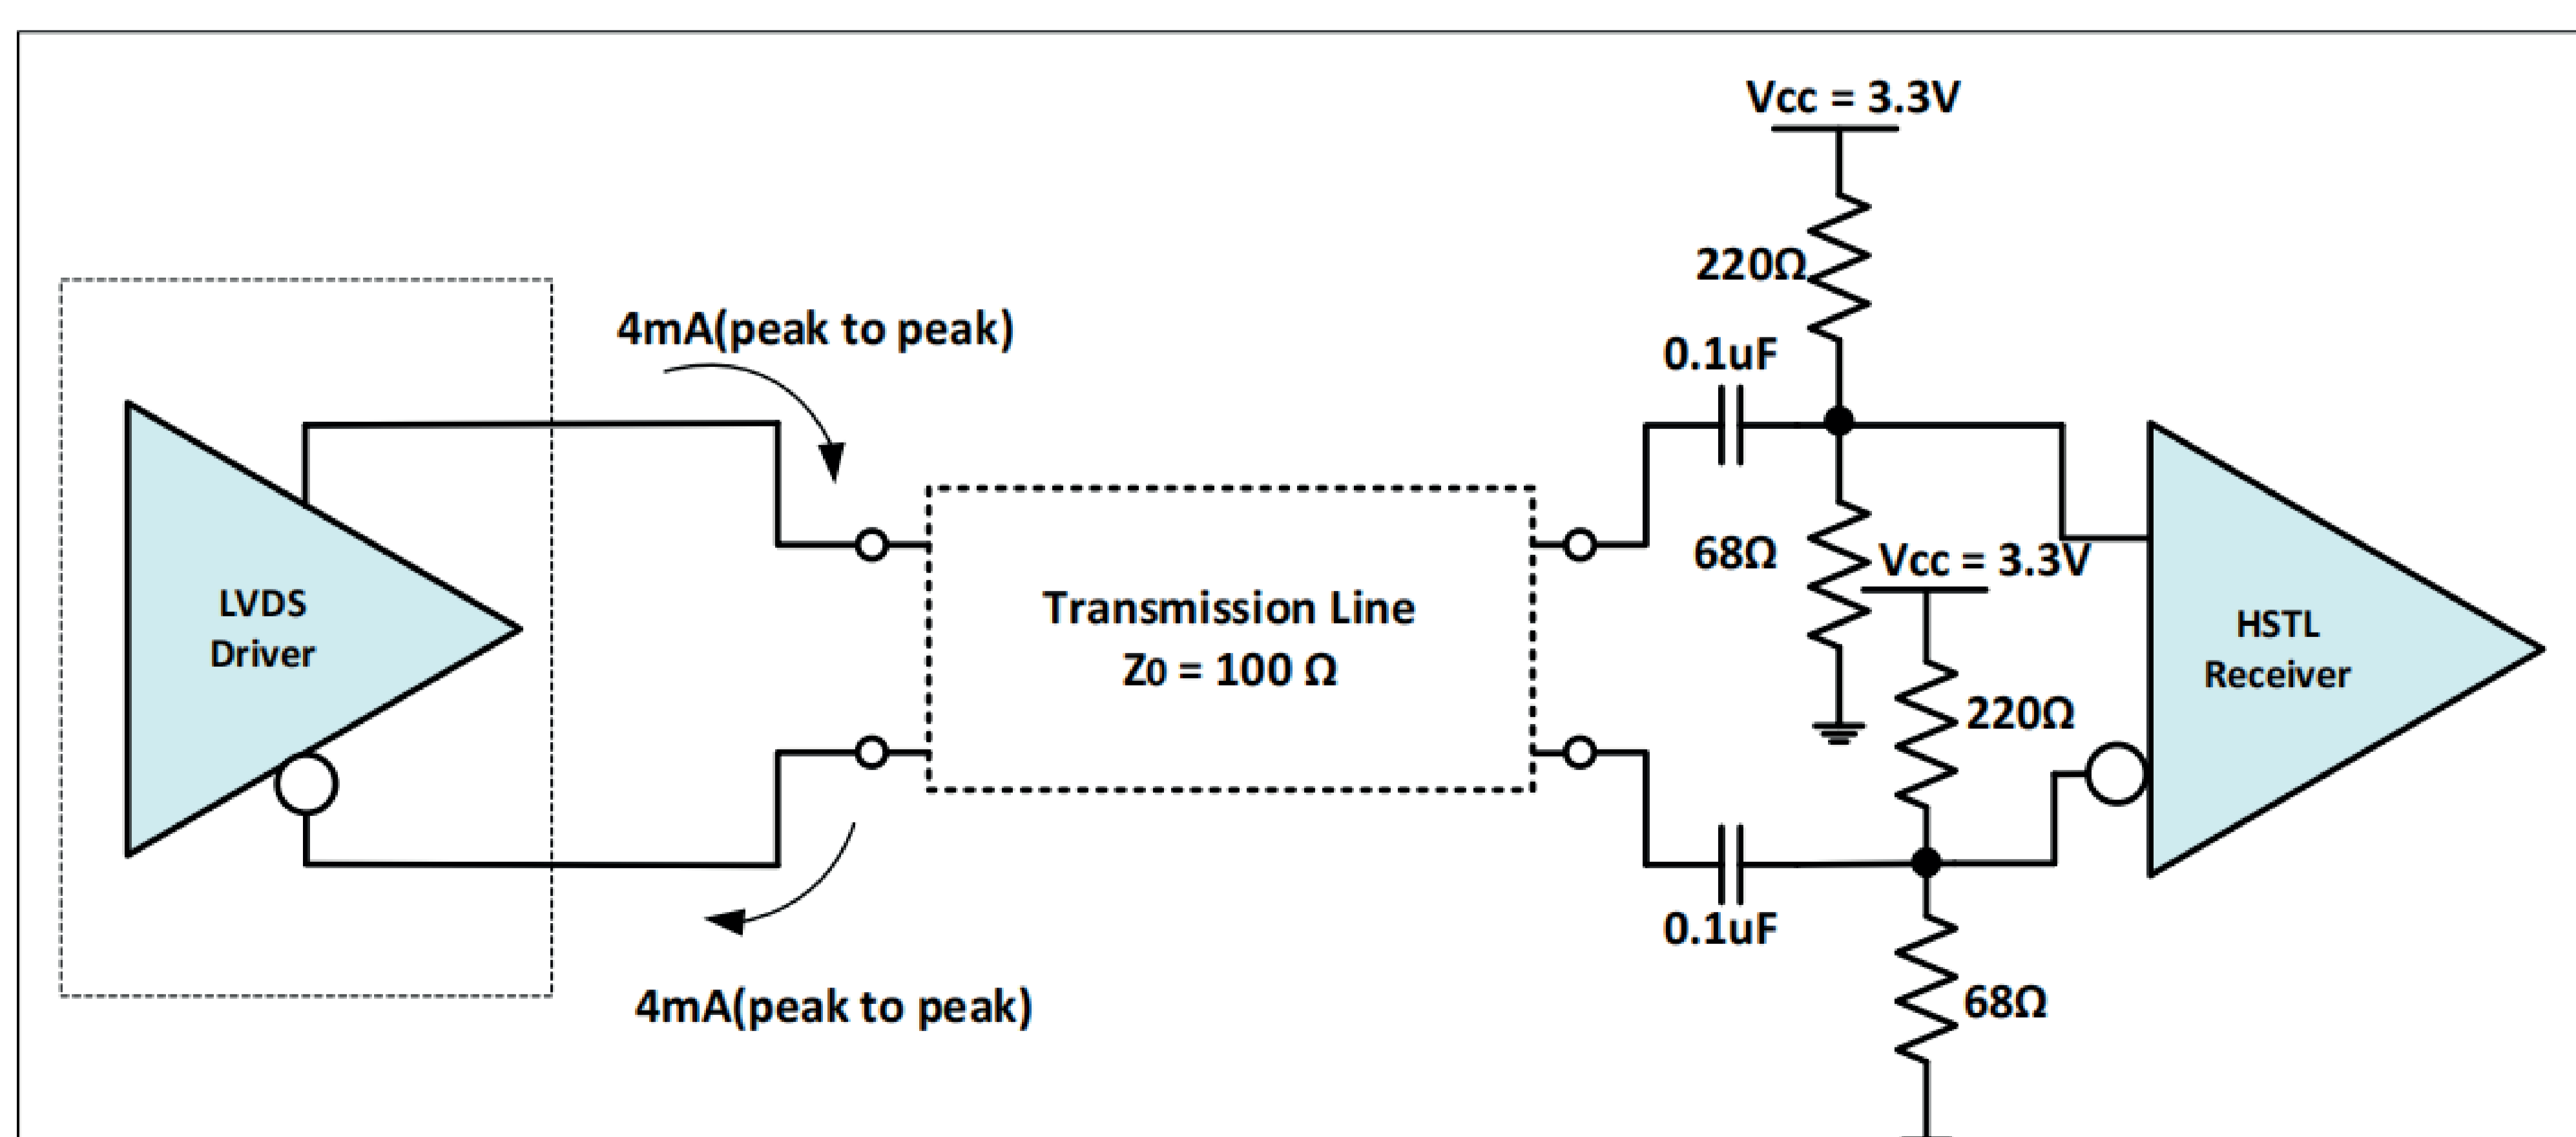 Vcc = 3.3V
220Ω
0.1uF
4mA(peak to peak)
LVDS
Driver
Transmission Line
Z0 = 100 Ω
68Ω
Vcc = 3.3V
HSTL
Receiver
220Ω
0.1uF
68Ω
4mA(peak to peak)